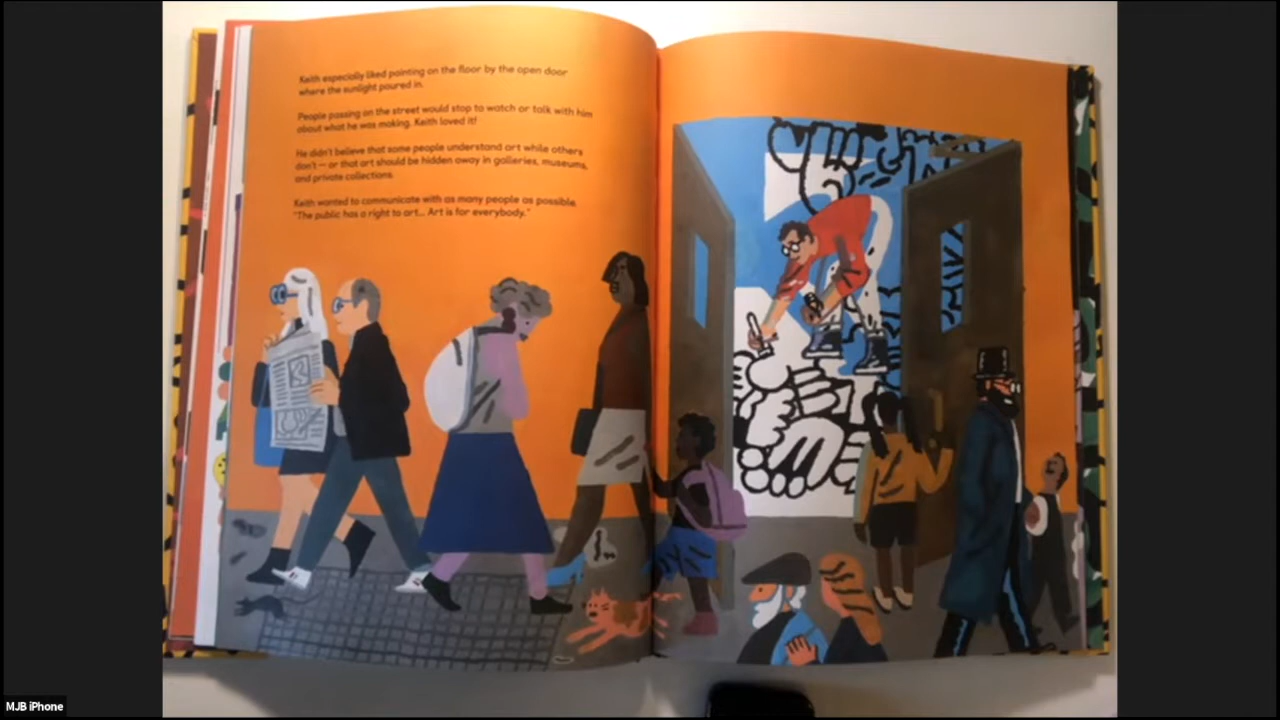 Keith especially liked painting on the floor by the open door
where the sunlight poured in.
People passing on the street would stop to watch or talk with him
about what he was making. Keith loved it!
He didn't believe that some people understand art while others
don't — or that art should be hidden away in galleries, museums,
and private collections.
Keith wanted to communicate with as many people as possible.
"The public has a right to art... Art is for everybody."
MJB iPhone